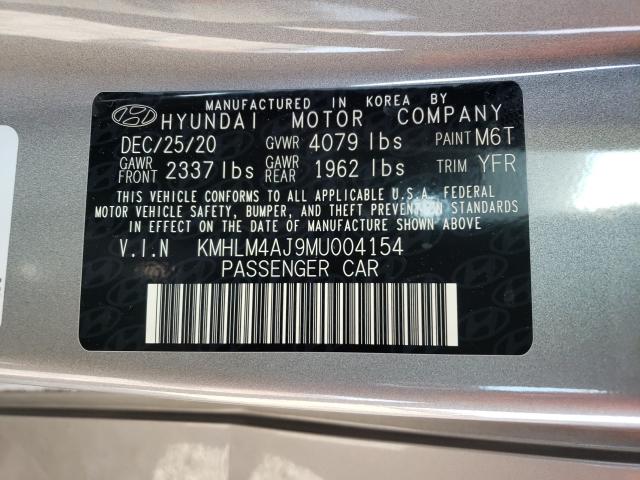 MANUFACTURED IN KOREA BY
HYUNDAI MOTOR COMPANY
DEC/25/20 GVWR 4079 lbs PAINT M6T
GAWR FRONT 2337 lbs GAWR REAR 1962 lbs TRIM YFR
THIS VEHICLE CONFORMS TO ALL APPLICABLE U.S.A. FEDERAL
MOTOR VEHICLE SAFETY, BUMPER, AND THEFT PREVENTION STANDARDS
IN EFFECT ON THE DATE OF MANUFACTURE SHOWN ABOVE
V.I.N KMHLM4AJ9MU004154
PASSENGER CAR